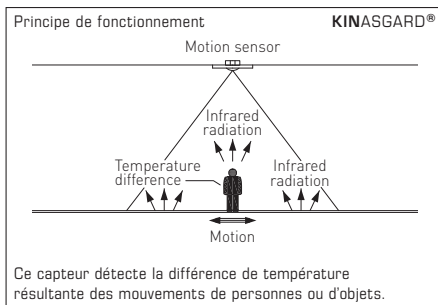 Principe de fonctionnement KINASGARD®
Motion sensor
Infrared
radiation
Temperature
difference
Infrared
radiation
Motion
Ce capteur détecte la différence de température
résultante des mouvements de personnes ou d'objets.